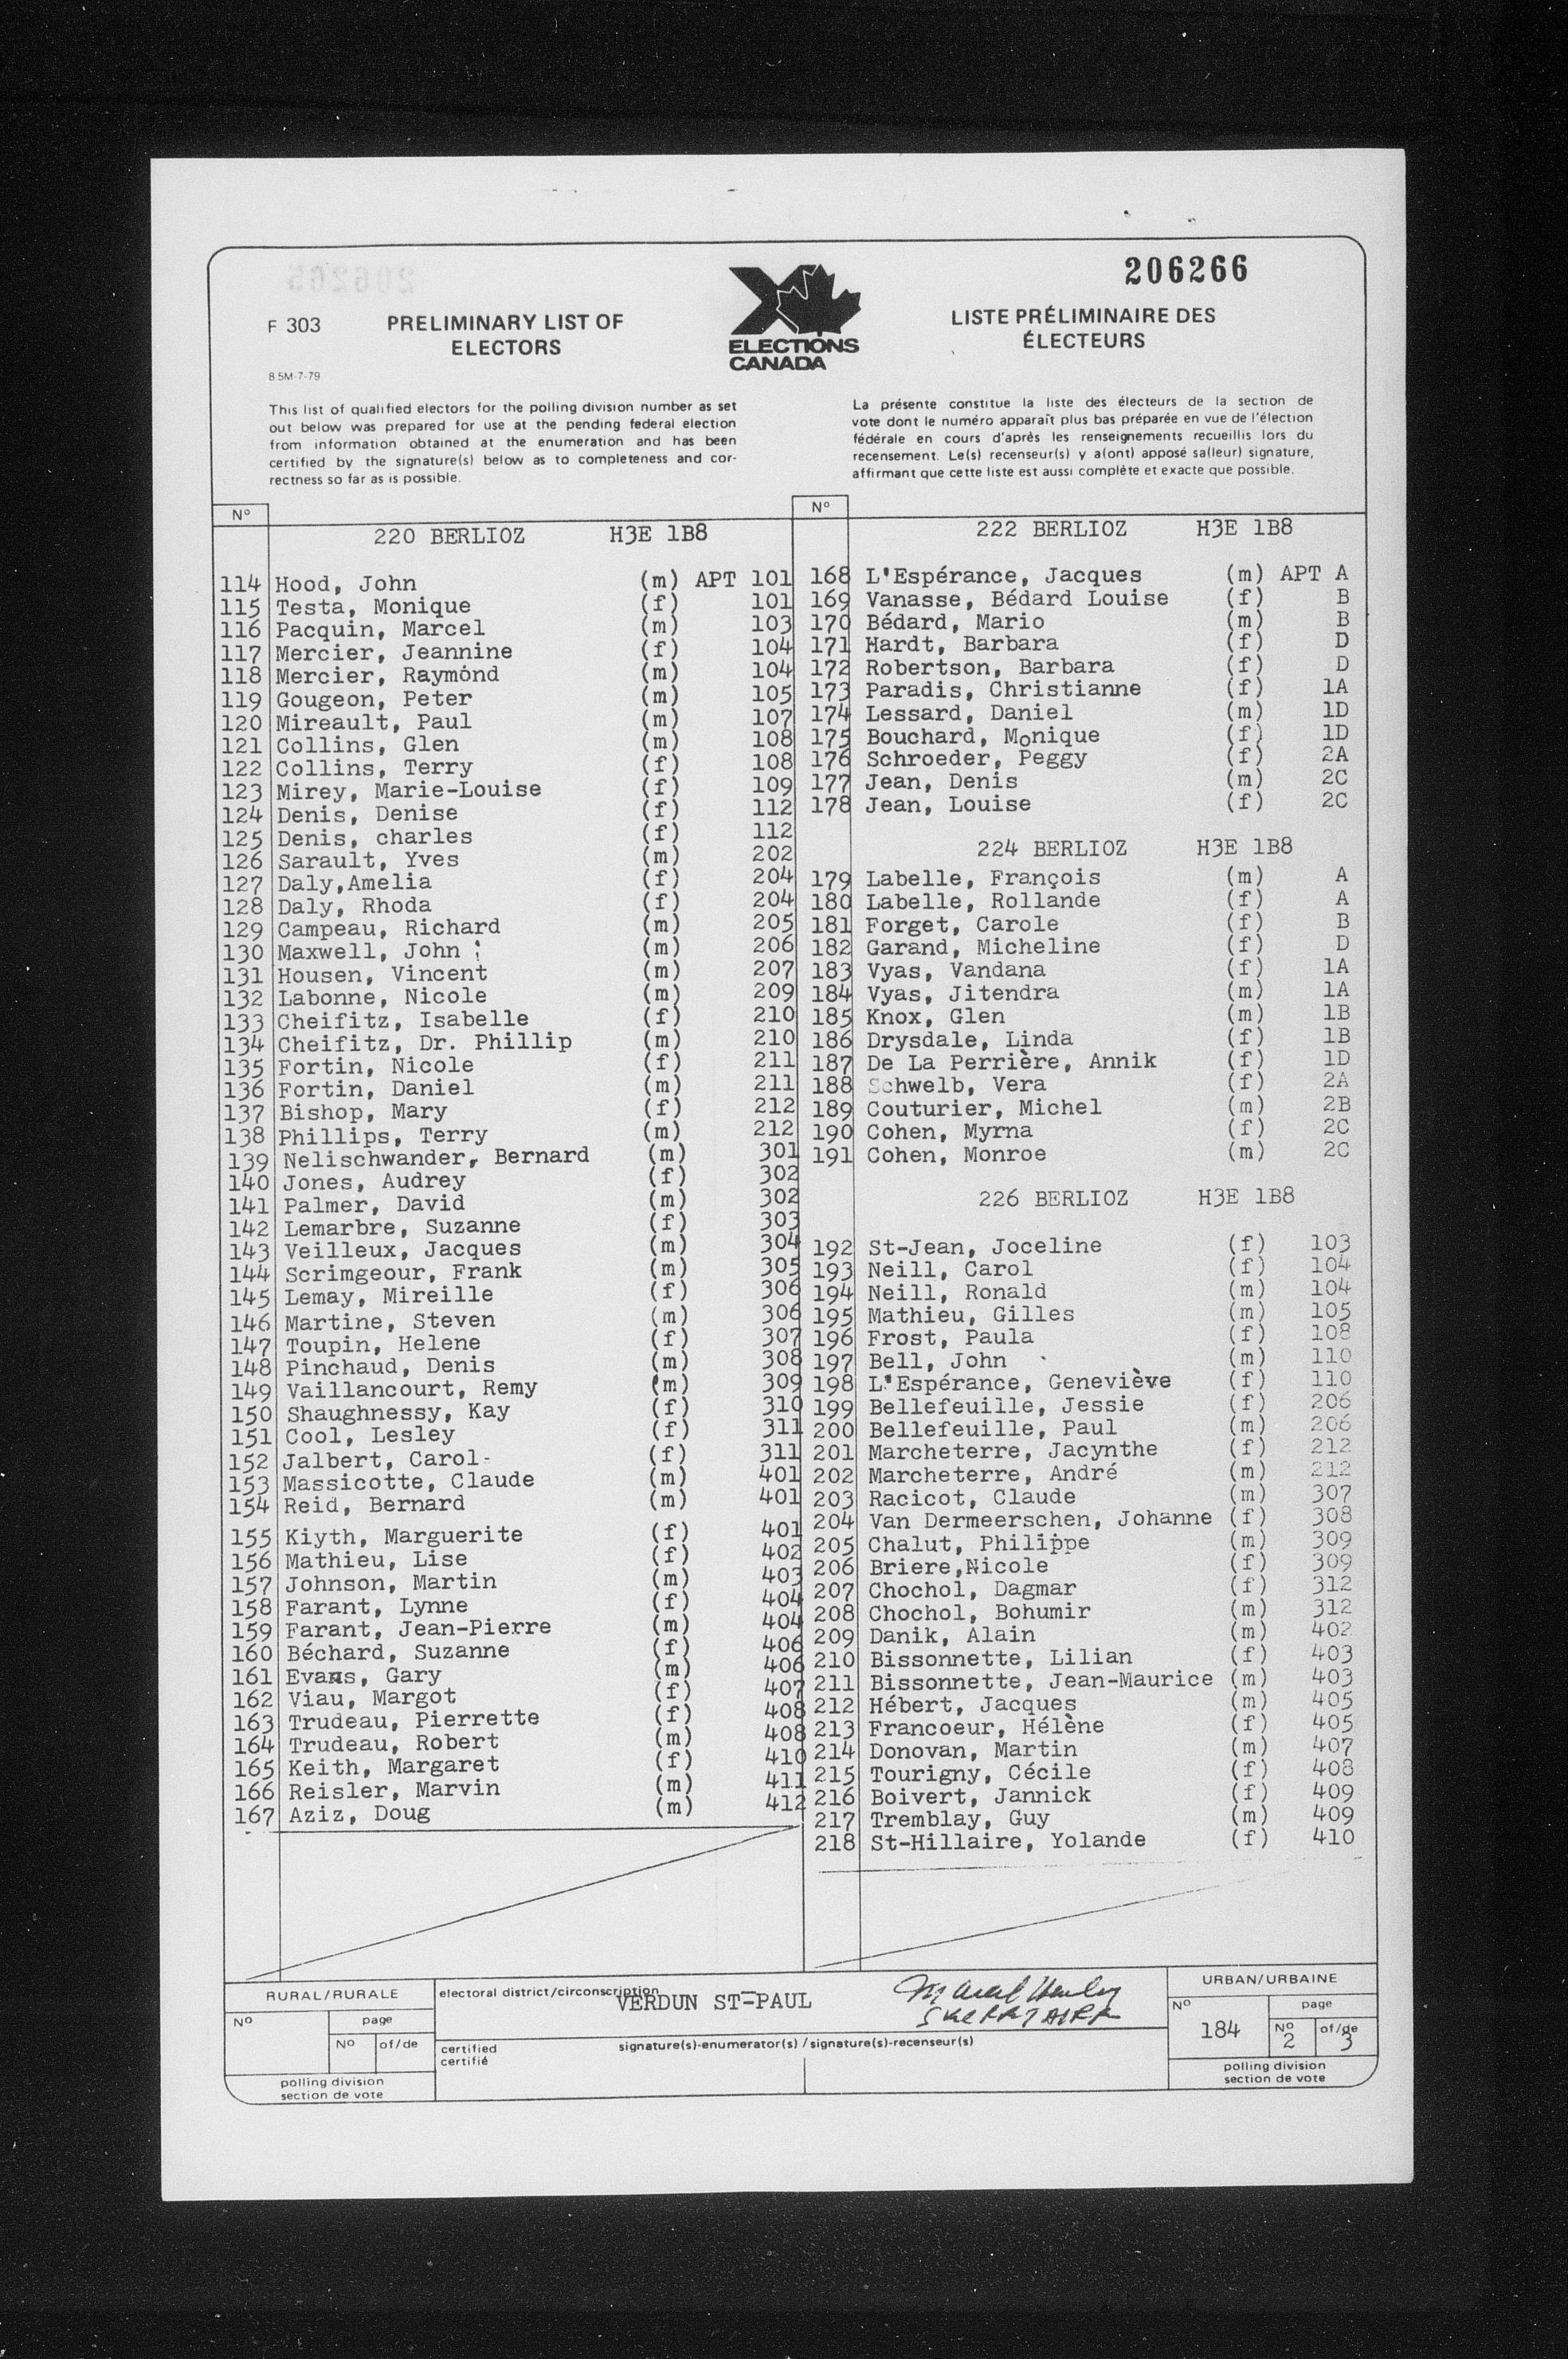 206266
F 303
PRELIMINARY LIST OF
ELECTORS
ELECTIONS
CANADA
LISTE PRÉLIMINAIRE DES
ÉLECTEURS
8.5M-7-79
This list of qualified electors for the polling division number as set
out below was prepared for use at the pending federal election
from information obtained at the enumeration and has been
certified by the signature(s) below as to completeness and cor-
rectness so far as is possible.
La présente constitue la liste des électeurs de la section de
vote dont le numéro apparaît plus bas préparée en vue de l'élection
fédérale en cours d'après les renseignements recueillis lors du
recensement. Le(s) recenseur(s) y a(ont) apposé sa(leur) signature,
affirmant que cette liste est aussi complète et exacte que possible.
Nº
220 BERLIOZ H3E 1B8
114 Hood, John (m) APT 101
115 Testa, Monique (f) 101
116 Pacquin, Marcel (m) 103
117 Mercier, Jeannine (f) 104
118 Mercier, Raymond (m) 104
119 Gougeon, Peter (m) 105
120 Mireault, Paul (m) 107
121 Collins, Glen (m) 108
122 Collins, Terry (f) 108
123 Mirey, Marie-Louise (f) 109
124 Denis, Denise (f) 112
125 Denis, charles (f) 112
126 Sarault, Yves (m) 202
127 Daly,Amelia (f) 204
128 Daly, Rhoda (f) 204
129 Campeau, Richard (m) 205
130 Maxwell, John (m) 206
131 Housen, Vincent (m) 207
132 Labonne, Nicole (m) 209
133 Cheifitz, Isabelle (f) 210
134 Cheifitz, Dr. Phillip (m) 210
135 Fortin, Nicole (f) 211
136 Fortin, Daniel (m) 211
137 Bishop, Mary (f) 212
138 Phillips, Terry (m) 212
139 Nelischwander, Bernard (m) 301
140 Jones, Audrey (f) 302
141 Palmer, David (m) 302
142 Lemarbre, Suzanne (f) 303
143 Veilleux, Jacques (m) 304
144 Scrimgeour, Frank (m) 305
145 Lemay, Mireille (f) 306
146 Martine, Steven (m) 306
147 Toupin, Helene (f) 307
148 Pinchaud, Denis (m) 308
149 Vaillancourt, Remy (m) 309
150 Shaughnessy, Kay (f) 310
151 Cool, Lesley (f) 311
152 Jalbert, Carol (f) 311
153 Massicotte, Claude (m) 401
154 Reid, Bernard (m) 401
155 Kiyth, Marguerite (f) 401
156 Mathieu, Lise (f) 402
157 Johnson, Martin (m) 403
158 Farant, Lynne (f) 404
159 Farant, Jean-Pierre (m) 404
160 Béchard, Suzanne (f) 406
161 Evans, Gary (m) 406
162 Viau, Margot (f) 407
163 Trudeau, Pierrette (f) 408
164 Trudeau, Robert (m) 408
165 Keith, Margaret (f) 410
166 Reisler, Marvin (m) 411
167 Aziz, Doug (m) 412
Nº
222 BERLIOZ H3E 1B8
168 L'Espérance, Jacques (m) APT A
169 Vanasse, Bédard Louise (f) B
170 Bédard, Mario (m) B
171 Hardt, Barbara (f) D
172 Robertson, Barbara (f) D
173 Paradis, Christianne (f) 1A
174 Lessard, Daniel (m) 1D
175 Bouchard, Monique (f) 1D
176 Schroeder, Peggy (f) 2A
177 Jean, Denis (m) 2C
178 Jean, Louise (f) 2C
224 BERLIOZ H3E 1B8
179 Labelle, François (m) A
180 Labelle, Rollande (f) A
181 Forget, Carole (f) B
182 Garand, Micheline (f) D
183 Vyas, Vandana (f) 1A
184 Vyas, Jitendra (m) 1A
185 Knox, Glen (m) 1B
186 Drysdale, Linda (f) 1B
187 De La Perrière, Annik (f) 1D
188 Schwelb, Vera (f) 2A
189 Couturier, Michel (m) 2B
190 Cohen, Myrna (f) 2C
191 Cohen, Monroe (m) 2C
226 BERLIOZ H3E 1B8
192 St-Jean, Joceline (f) 103
193 Neill, Carol (f) 104
194 Neill, Ronald (m) 104
195 Mathieu, Gilles (m) 105
196 Frost, Paula (f) 108
197 Bell, John (m) 110
198 L'Espérance, Geneviève (f) 110
199 Bellefeuille, Jessie (f) 206
200 Bellefeuille, Paul (m) 206
201 Marcheterre, Jacynthe (f) 212
202 Marcheterre, André (m) 212
203 Racicot, Claude (m) 307
204 Van Dermeerschen, Johanne (f) 308
205 Chalut, Philippe (m) 309
206 Briere,Nicole (f) 309
207 Chochol, Dagmar (f) 312
208 Chochol, Bohumir (m) 312
209 Danik, Alain (m) 402
210 Bissonnette, Lilian (f) 403
211 Bissonnette, Jean-Maurice (m) 403
212 Hébert, Jacques (m) 405
213 Francoeur, Hélène (f) 405
214 Donovan, Martin (m) 407
215 Tourigny, Cécile (f) 408
216 Boivert, Jannick (f) 409
217 Tremblay, Guy (m) 409
218 St-Hillaire, Yolande (f) 410
RURAL/RURALE
Nº page
Nº of/de
polling division
section de vote
electoral district/circonscription
VERDUN ST-PAUL
certified
certifié
signature(s)-enumerator(s) / signature(s)-recenseur(s)
URBAN/URBAINE
Nº page
184 Nº 2 of/de 3
polling division
section de vote